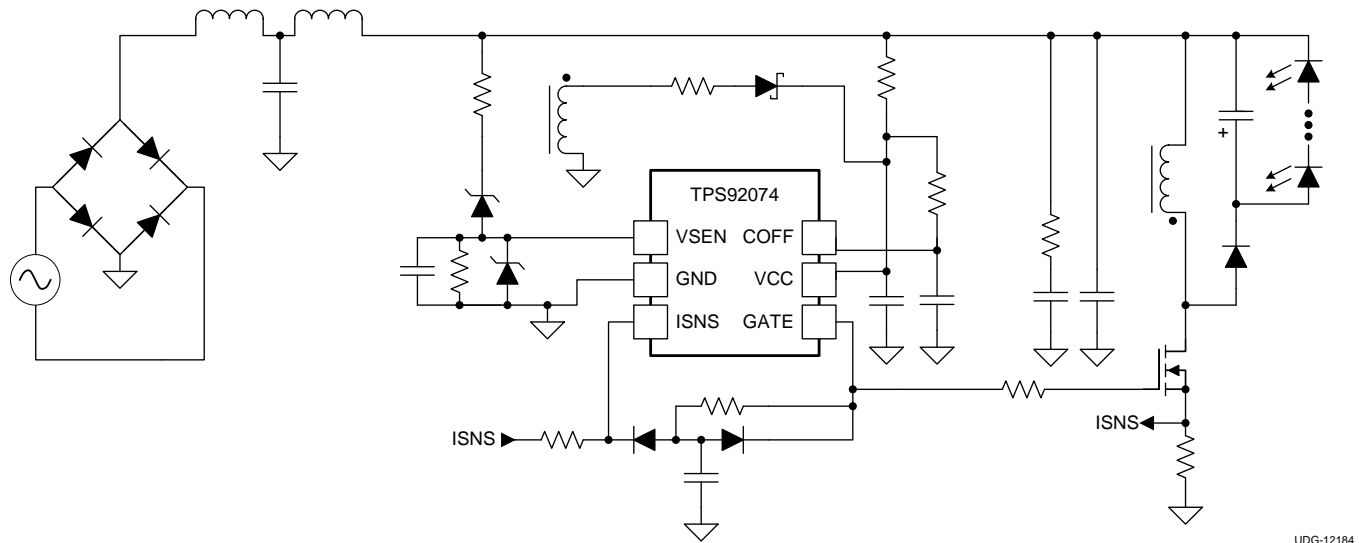 TPS92074
VSEN COFF
GND VCC
ISNS GATE
ISNS
ISNS
UDG-12184